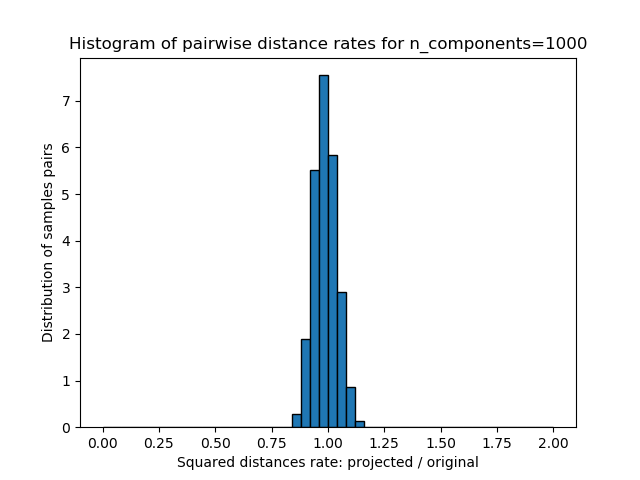 Histogram of pairwise distance rates for n_components=1000
Distribution of samples pairs
7
6
5
4
3
2
1
0
0.00 0.25 0.50 0.75 1.00 1.25 1.50 1.75 2.00
Squared distances rate: projected / original